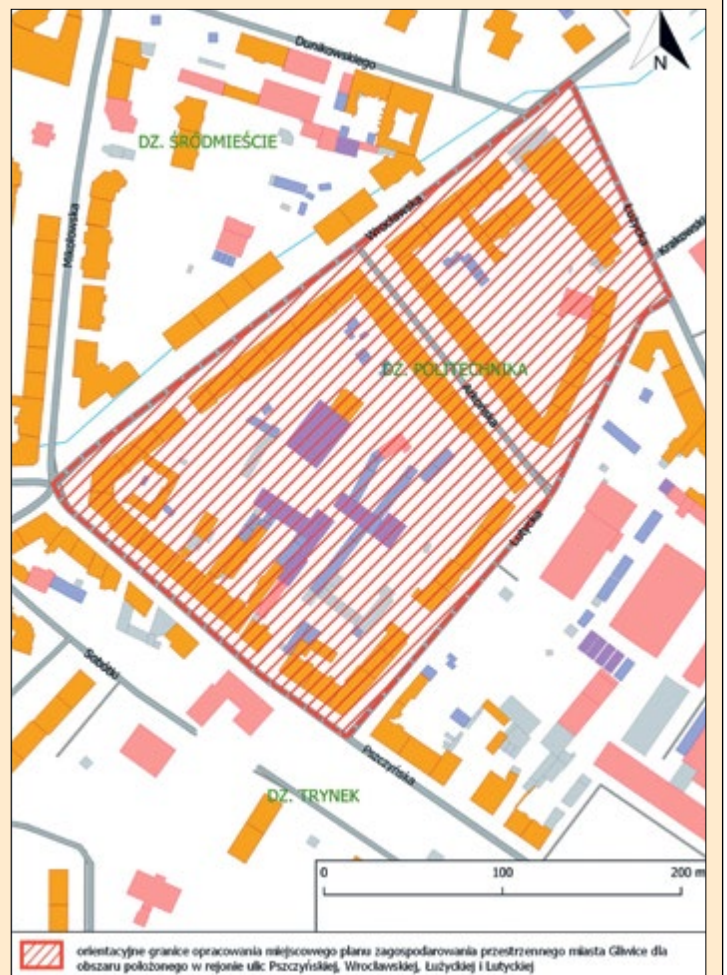 Dunikowskiego
N
DZ. ŚRÓDMIEŚCIE
Mikołowska
Wrocławska
Łużycka
Krakowska
DZ. POLITECHNIKA
Arkońska
Lutycka
Sobótki
Pszczyńska
DZ. TRYNEK
0 100 200 m
orientacyjne granice opracowania miejscowego planu zagospodarowania przestrzennego miasta Gliwice dla
obszaru położonego w rejonie ulic Pszczyńskiej, Wrocławskiej, Łużyckiej i Lutyckiej